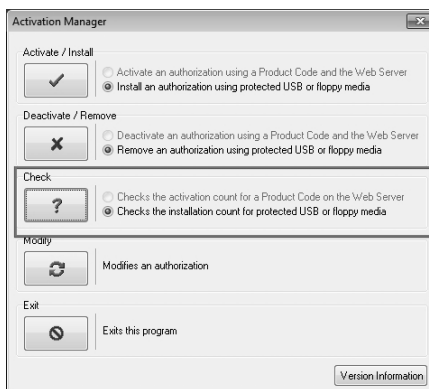 Activation Manager
Activate / Install
Activate an authorization using a Product Code and the Web Server
Install an authorization using protected USB or floppy media
Deactivate / Remove
Deactivate an authorization using a Product Code and the Web Server
Remove an authorization using protected USB or floppy media
Check
?
Checks the activation count for a Product Code on the Web Server
Checks the installation count for protected USB or floppy media
Modify
Modifies an authorization
Exit
Exits this program
Version Information